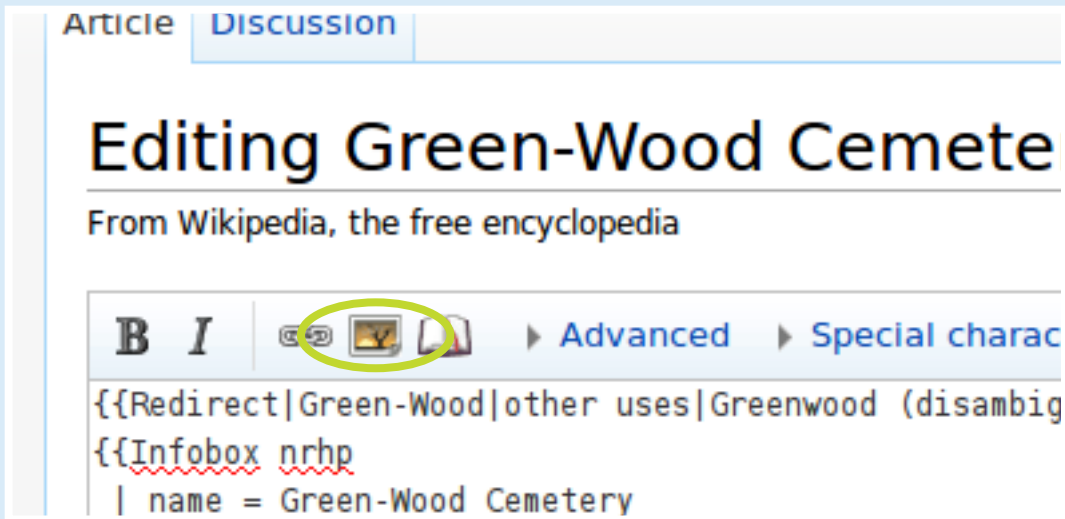 Article Discussion
Editing Green-Wood Cemete
From Wikipedia, the free encyclopedia
B I Advanced Special charac
{{Redirect|Green-Wood|other uses|Greenwood (disambig
{{Infobox nrhp
| name = Green-Wood Cemetery